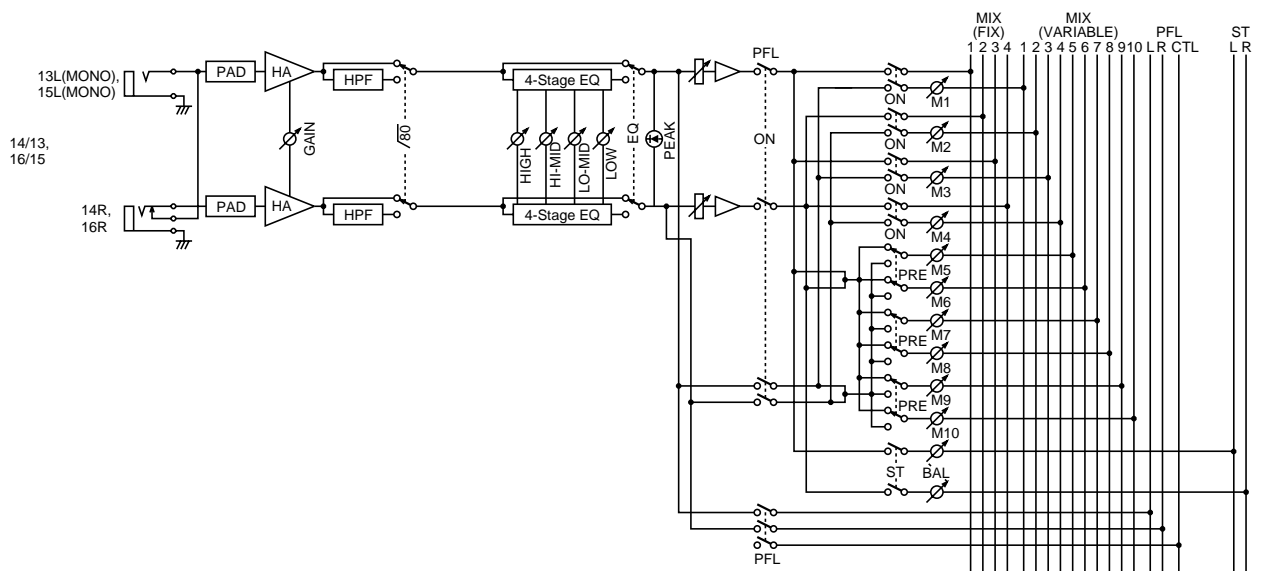 MIX
(FIX)
MIX
(VARIABLE)
PFL
ST
1 2 3 4 1 2 3 4 5 6 7 8 9 10 L R CTL L R
13L(MONO),
15L(MONO)
14/13,
16/15
14R,
16R
PAD
HA
HPF
GAIN
80
PAD
HA
HPF
4-Stage EQ
HIGH
HI-MID
LO-MID
LOW
EQ
4-Stage EQ
PEAK
PFL
ON
ON
M1
ON
M2
ON
M3
ON
M4
PRE
M5
M6
M7
PRE
M8
M9
PRE
M10
ST
BAL
PFL